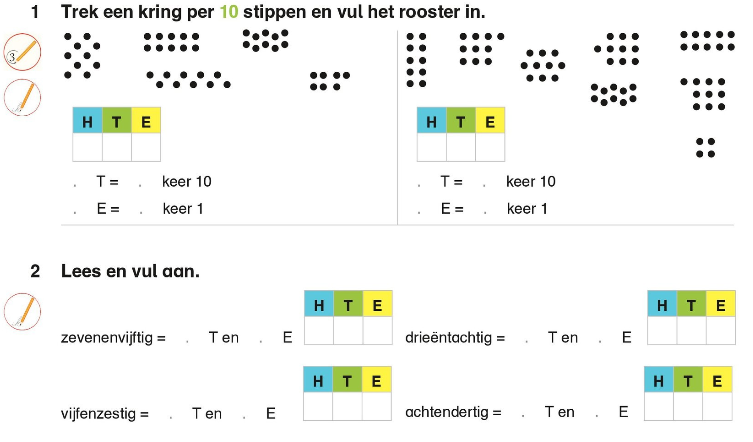 1 Trek een kring per 10 stippen en vul het rooster in.
3
H T E
. T = . keer 10
. E = . keer 1
H T E
. T = . keer 10
. E = . keer 1
2 Lees en vul aan.
zevenenvijftig = . T en . E
H T E
drieëntachtig = . T en . E
H T E
vijfenzestig = . T en . E
H T E
achtendertig = . T en . E
H T E